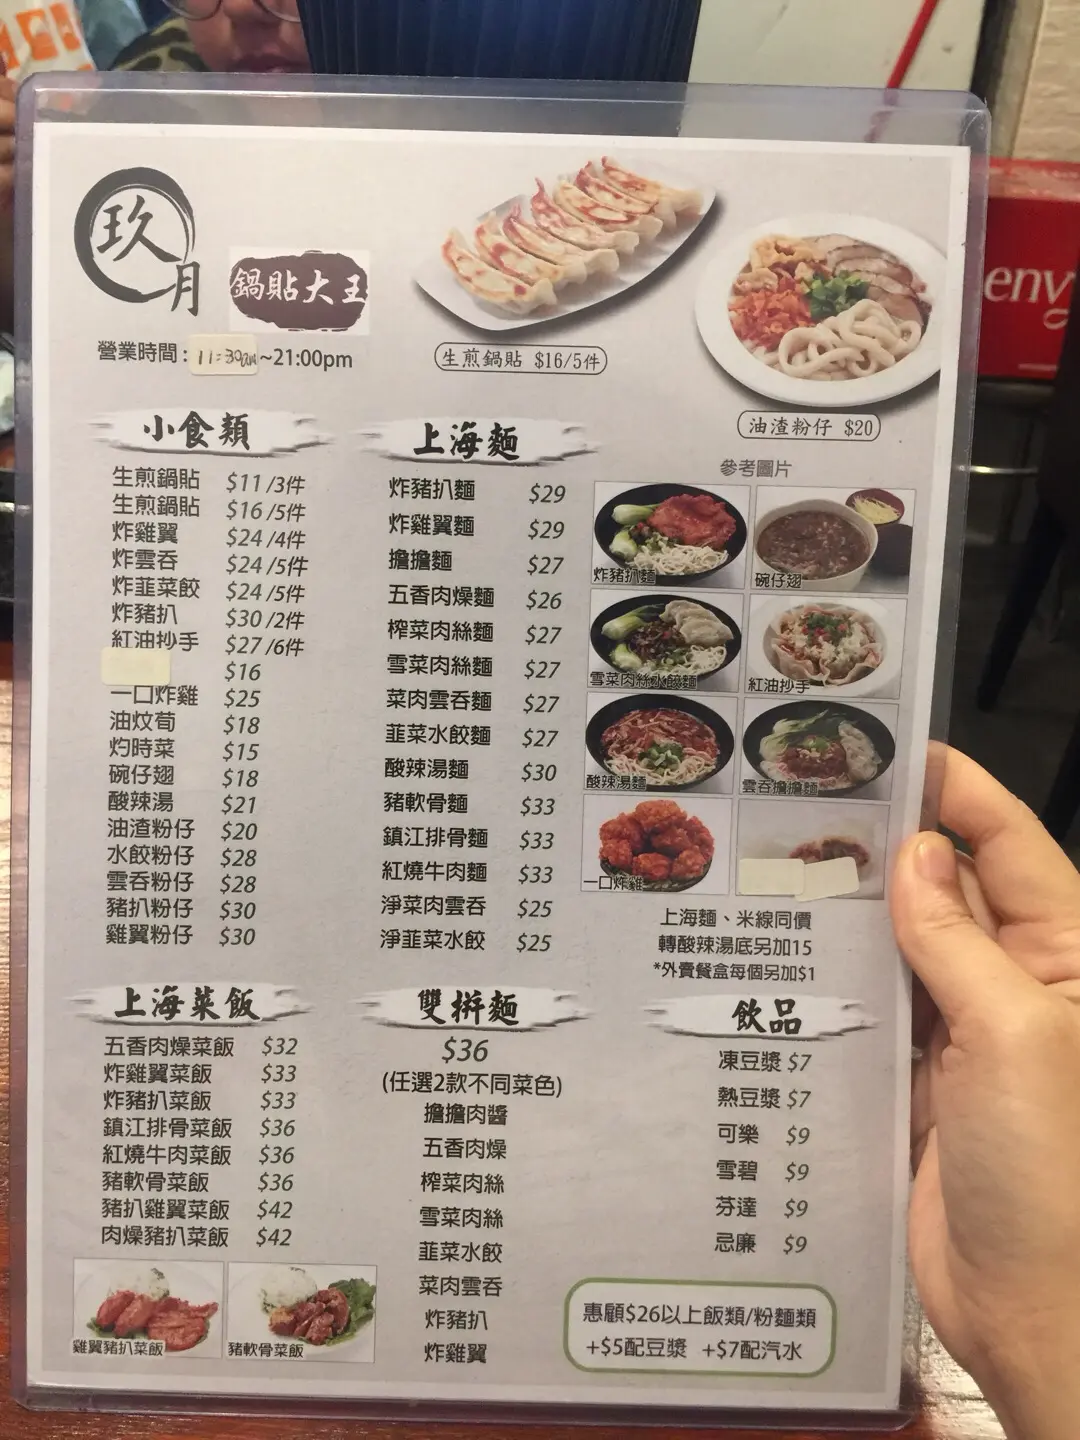 玖月
鍋貼大王
營業時間：11:30am~21:00pm
生煎鍋貼 $16/5件
油渣粉仔 $20
參考圖片
小食類
生煎鍋貼 $11/3件
生煎鍋貼 $16/5件
炸雞翼 $24/4件
炸雲吞 $24/5件
炸韮菜餃 $24/5件
炸豬扒 $30/2件
紅油抄手 $27/6件
$16
一口炸雞 $25
油炆荀 $18
灼時菜 $15
碗仔翅 $18
酸辣湯 $21
油渣粉仔 $20
水餃粉仔 $28
雲吞粉仔 $28
豬扒粉仔 $30
雞翼粉仔 $30
上海麵
炸豬扒麵 $29
炸雞翼麵 $29
擔擔麵 $27
五香肉燥麵 $26
榨菜肉絲麵 $27
雪菜肉絲麵 $27
菜肉雲吞麵 $27
韮菜水餃麵 $27
酸辣湯麵 $30
豬軟骨麵 $33
鎮江排骨麵 $33
紅燒牛肉麵 $33
淨菜肉雲吞 $25
淨韮菜水餃 $25
炸豬扒麵
碗仔翅
雪菜肉絲水餃麵
紅油抄手
酸辣湯麵
雲吞擔擔麵
一口炸雞
上海麵、米線同價
轉酸辣湯底另加15
*外賣餐盒每個另加$1
上海菜飯
五香肉燥菜飯 $32
炸雞翼菜飯 $33
炸豬扒菜飯 $33
鎮江排骨菜飯 $36
紅燒牛肉菜飯 $36
豬軟骨菜飯 $36
豬扒雞翼菜飯 $42
肉燥豬扒菜飯 $42
雞翼豬扒菜飯
豬軟骨菜飯
雙拼麵
$36
(任選2款不同菜色)
擔擔肉醬
五香肉燥
榨菜肉絲
雪菜肉絲
韮菜水餃
菜肉雲吞
炸豬扒
炸雞翼
飲品
凍豆漿 $7
熱豆漿 $7
可樂 $9
雪碧 $9
芬達 $9
忌廉 $9
惠顧$26以上飯類/粉麵類
+$5配豆漿 +$7配汽水